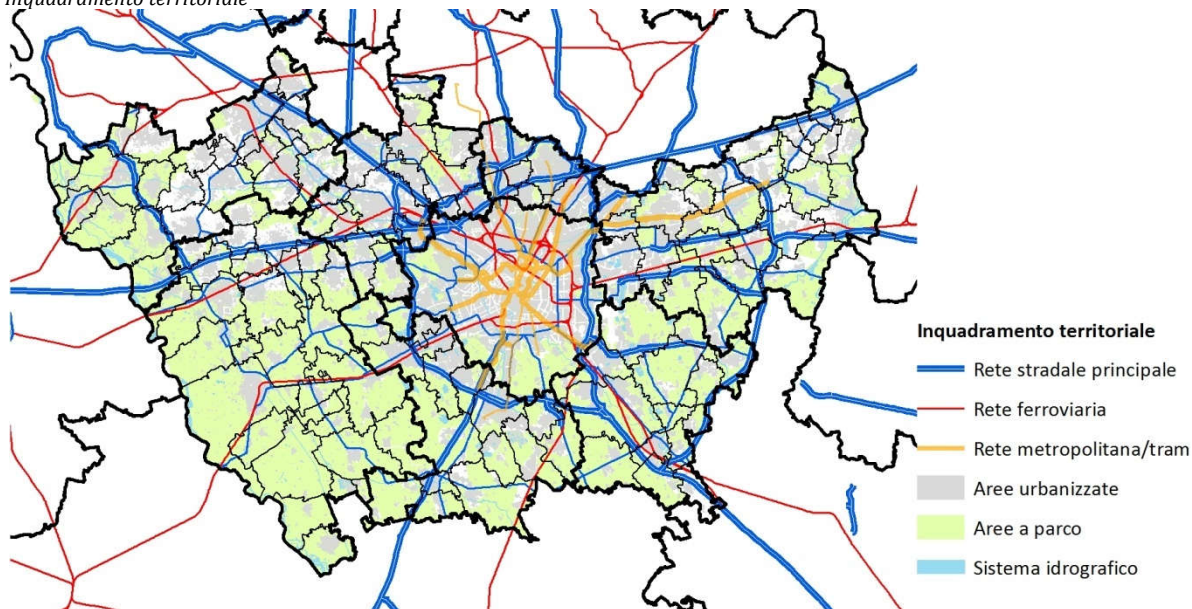 Inquadramento territoriale
Inquadramento territoriale
Rete stradale principale
Rete ferroviaria
Rete metropolitana/tram
Aree urbanizzate
Aree a parco
Sistema idrografico